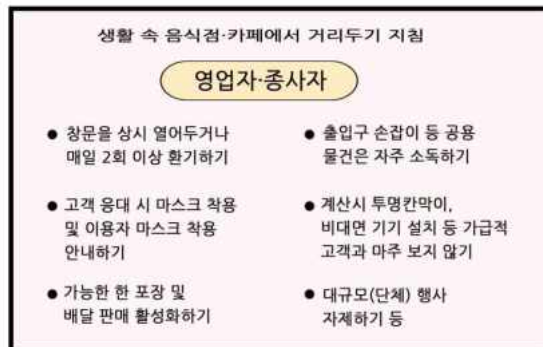 생활 속 음식점·카페에서 거리두기 지침
영업자·종사자
● 창문을 상시 열어두거나
매일 2회 이상 환기하기
● 고객 응대 시 마스크 착용
및 이용자 마스크 착용
안내하기
● 가능한 한 포장 및
배달 판매 활성화하기
● 출입구 손잡이 등 공용
물건은 자주 소독하기
● 계산시 투명칸막이,
비대면 기기 설치 등 가급적
고객과 마주 보지 않기
● 대규모(단체) 행사
자제하기 등